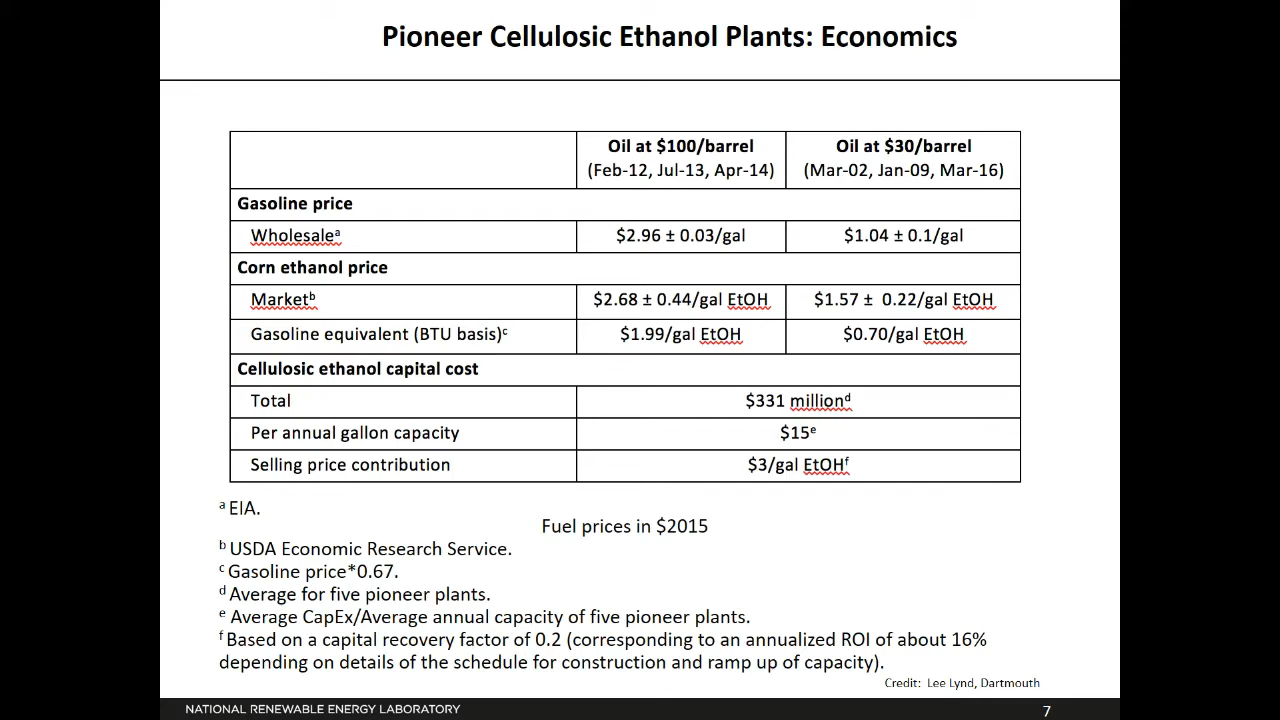 Pioneer Cellulosic Ethanol Plants: Economics
Oil at $100/barrel
(Feb-12, Jul-13, Apr-14)
Oil at $30/barrel
(Mar-02, Jan-09, Mar-16)
Gasoline price
Wholesaleᵃ
$2.96 ± 0.03/gal
$1.04 ± 0.1/gal
Corn ethanol price
Marketᵇ
$2.68 ± 0.44/gal EtOH
$1.57 ± 0.22/gal EtOH
Gasoline equivalent (BTU basis)ᶜ
$1.99/gal EtOH
$0.70/gal EtOH
Cellulosic ethanol capital cost
Total
$331 millionᵈ
Per annual gallon capacity
$15ᵉ
Selling price contribution
$3/gal EtOHᶠ
ᵃ EIA.
Fuel prices in $2015
ᵇ USDA Economic Research Service.
ᶜ Gasoline price*0.67.
ᵈ Average for five pioneer plants.
ᵉ Average CapEx/Average annual capacity of five pioneer plants.
ᶠ Based on a capital recovery factor of 0.2 (corresponding to an annualized ROI of about 16%
depending on details of the schedule for construction and ramp up of capacity).
Credit: Lee Lynd, Dartmouth
NATIONAL RENEWABLE ENERGY LABORATORY
7